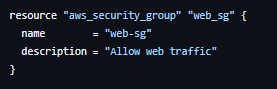 resource "aws_security_group" "web_sg" {
  name        = "web-sg"
  description = "Allow web traffic"
}